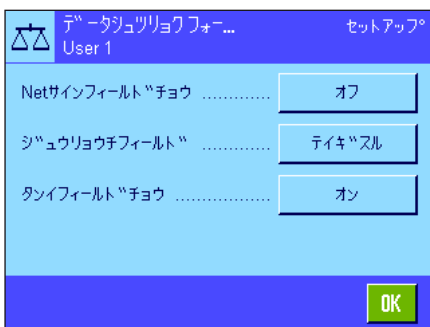 データシュツリョクフォー... セットアップ
User 1
Netサインフィールドチョウ ............ オフ
ジュウリョウチフィールド ............ テイギスル
タンイフィールドチョウ .................. オン
OK